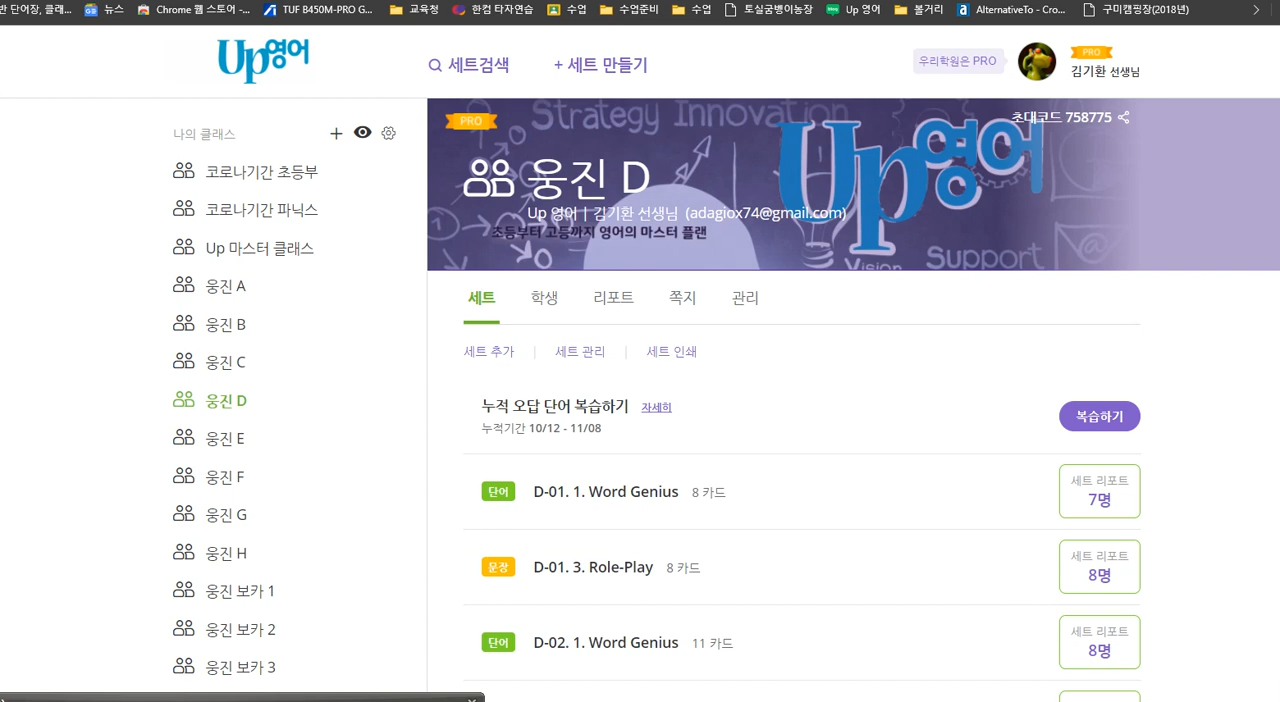 반 단어장, 클래...
뉴스
Chrome 웹 스토어 -...
TUF B450M-PRO G...
교육청
한컴 타자연습
수업
수업준비
수업
토실굼벵이농장
Up 영어
볼거리
AlternativeTo - Cro...
구미캠핑장(2018년)
Up영어
세트검색
+ 세트 만들기
우리학원은 PRO
PRO
김기환 선생님
나의 클래스
코로나기간 초등부
코로나기간 파닉스
Up 마스터 클래스
웅진 A
웅진 B
웅진 C
웅진 D
웅진 E
웅진 F
웅진 G
웅진 H
웅진 보카 1
웅진 보카 2
웅진 보카 3
PRO
Strategy Innovation
초대코드 758775
Up영어
웅진 D
Up 영어 | 김기환 선생님 (adagiox74@gmail.com)
초등부터 고등까지 영어의 마스터 플랜
Vision
Support
세트
학생
리포트
쪽지
관리
세트 추가
세트 관리
세트 인쇄
누적 오답 단어 복습하기 자세히
누적기간 10/12 - 11/08
복습하기
단어 D-01. 1. Word Genius 8 카드
세트 리포트
7명
문장 D-01. 3. Role-Play 8 카드
세트 리포트
8명
단어 D-02. 1. Word Genius 11 카드
세트 리포트
8명